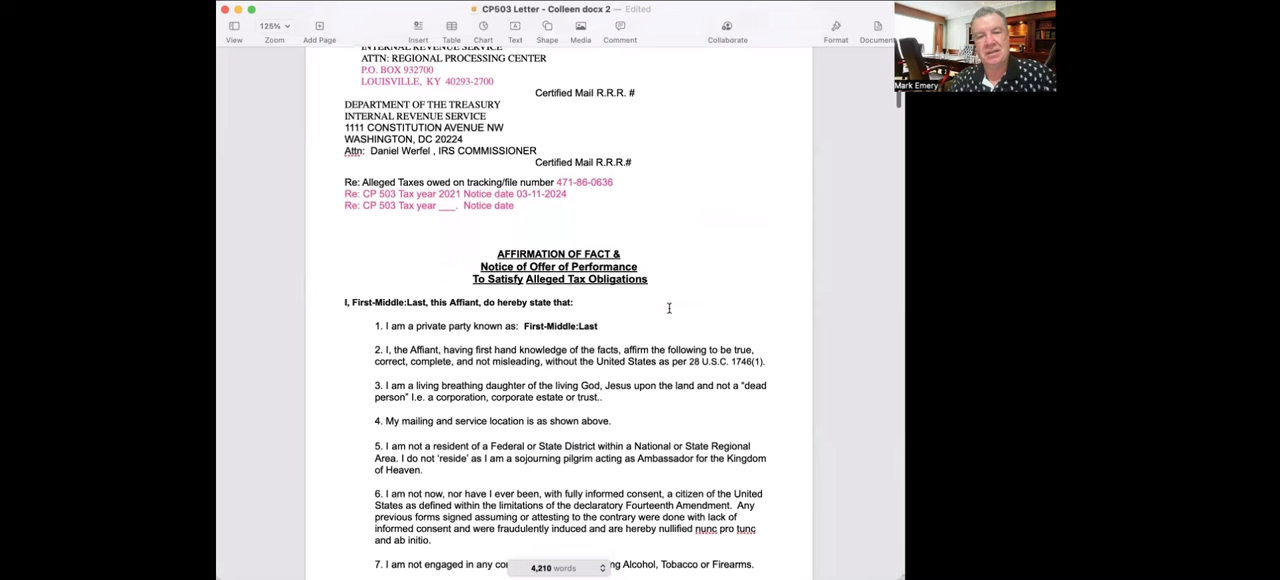 CP503 Letter - Colleen docx 2 — Edited
125%
View
Zoom
Add Page
Insert
Table
Chart
Text
Shape
Media
Comment
Collaborate
Format
Document
Mark Emery
INTERNAL REVENUE SERVICE
ATTN: REGIONAL PROCESSING CENTER
P.O. BOX 932700
LOUISVILLE, KY 40293-2700
Certified Mail R.R.R. #
DEPARTMENT OF THE TREASURY
INTERNAL REVENUE SERVICE
1111 CONSTITUTION AVENUE NW
WASHINGTON, DC 20224
Attn: Daniel Werfel , IRS COMMISSIONER
Certified Mail R.R.R.#
Re: Alleged Taxes owed on tracking/file number 471-86-0636
Re: CP 503 Tax year 2021 Notice date 03-11-2024
Re: CP 503 Tax year ___. Notice date
AFFIRMATION OF FACT &
Notice of Offer of Performance
To Satisfy Alleged Tax Obligations
I, First-Middle:Last, this Affiant, do hereby state that:
1. I am a private party known as: First-Middle:Last
2. I, the Affiant, having first hand knowledge of the facts, affirm the following to be true,
correct, complete, and not misleading, without the United States as per 28 U.S.C. 1746(1).
3. I am a living breathing daughter of the living God, Jesus upon the land and not a “dead
person” I.e. a corporation, corporate estate or trust..
4. My mailing and service location is as shown above.
5. I am not a resident of a Federal or State District within a National or State Regional
Area. I do not ‘reside’ as I am a sojourning pilgrim acting as Ambassador for the Kingdom
of Heaven.
6. I am not now, nor have I ever been, with fully informed consent, a citizen of the United
States as defined within the limitations of the declaratory Fourteenth Amendment. Any
previous forms signed assuming or attesting to the contrary were done with lack of
informed consent and were fraudulently induced and are hereby nullified nunc pro tunc
and ab initio.
7. I am not engaged in any ng Alcohol, Tobacco or Firearms.
4,210 words